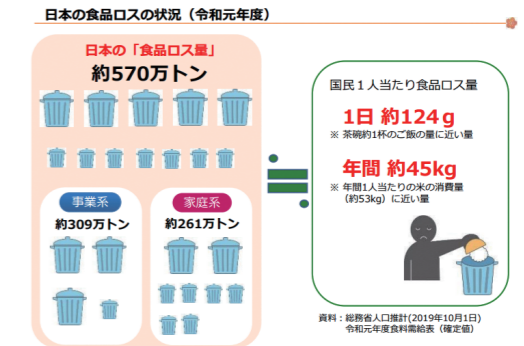 日本の食品ロスの状況（令和元年度）
日本の「食品ロス量」
約570万トン
事業系
約309万トン
家庭系
約261万トン
国民１人当たり食品ロス量
1日 約124ｇ
※ 茶碗約1杯のご飯の量に近い量
年間 約45kg
※ 年間1人当たりの米の消費量
（約53kg）に近い量
資料：総務省人口推計(2019年10月1日)
令和元年度食料需給表（確定値）